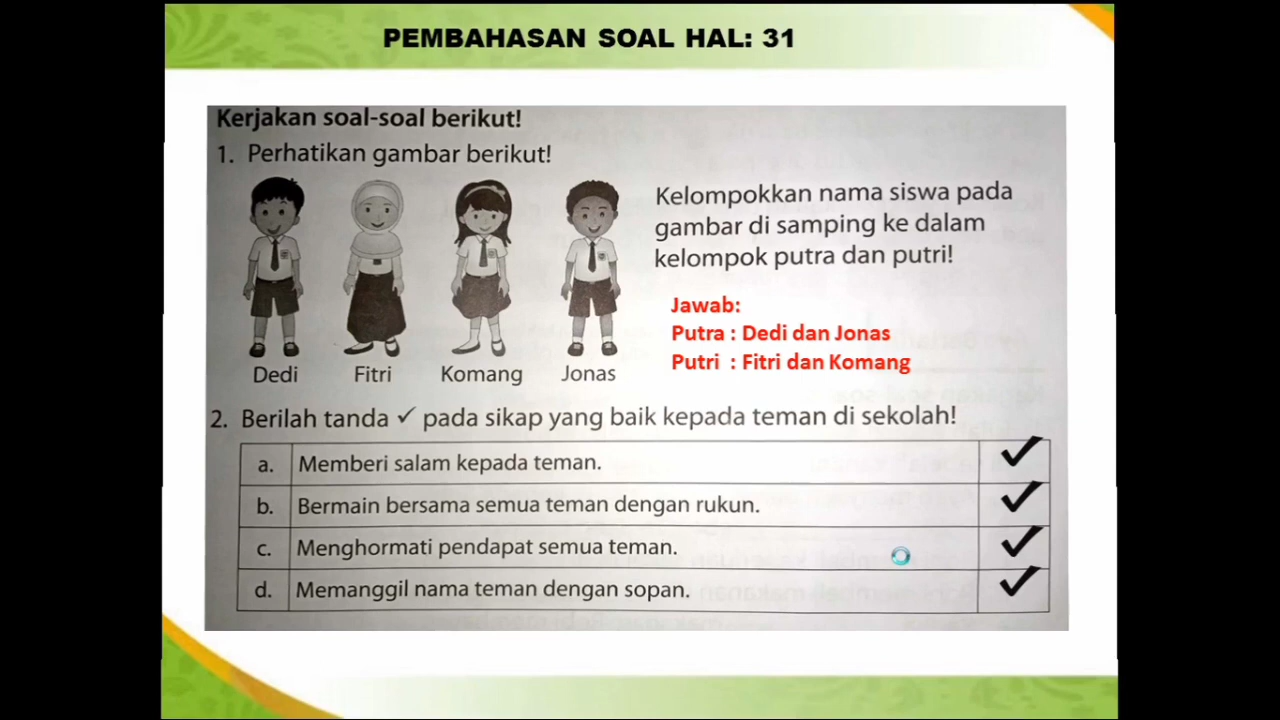 PEMBAHASAN SOAL HAL: 31
Kerjakan soal-soal berikut!
1. Perhatikan gambar berikut!
Kelompokkan nama siswa pada
gambar di samping ke dalam
kelompok putra dan putri!
Jawab:
Putra : Dedi dan Jonas
Putri : Fitri dan Komang
Dedi Fitri Komang Jonas
2. Berilah tanda ✓ pada sikap yang baik kepada teman di sekolah!
a. Memberi salam kepada teman. ✓
b. Bermain bersama semua teman dengan rukun. ✓
c. Menghormati pendapat semua teman. ✓
d. Memanggil nama teman dengan sopan. ✓